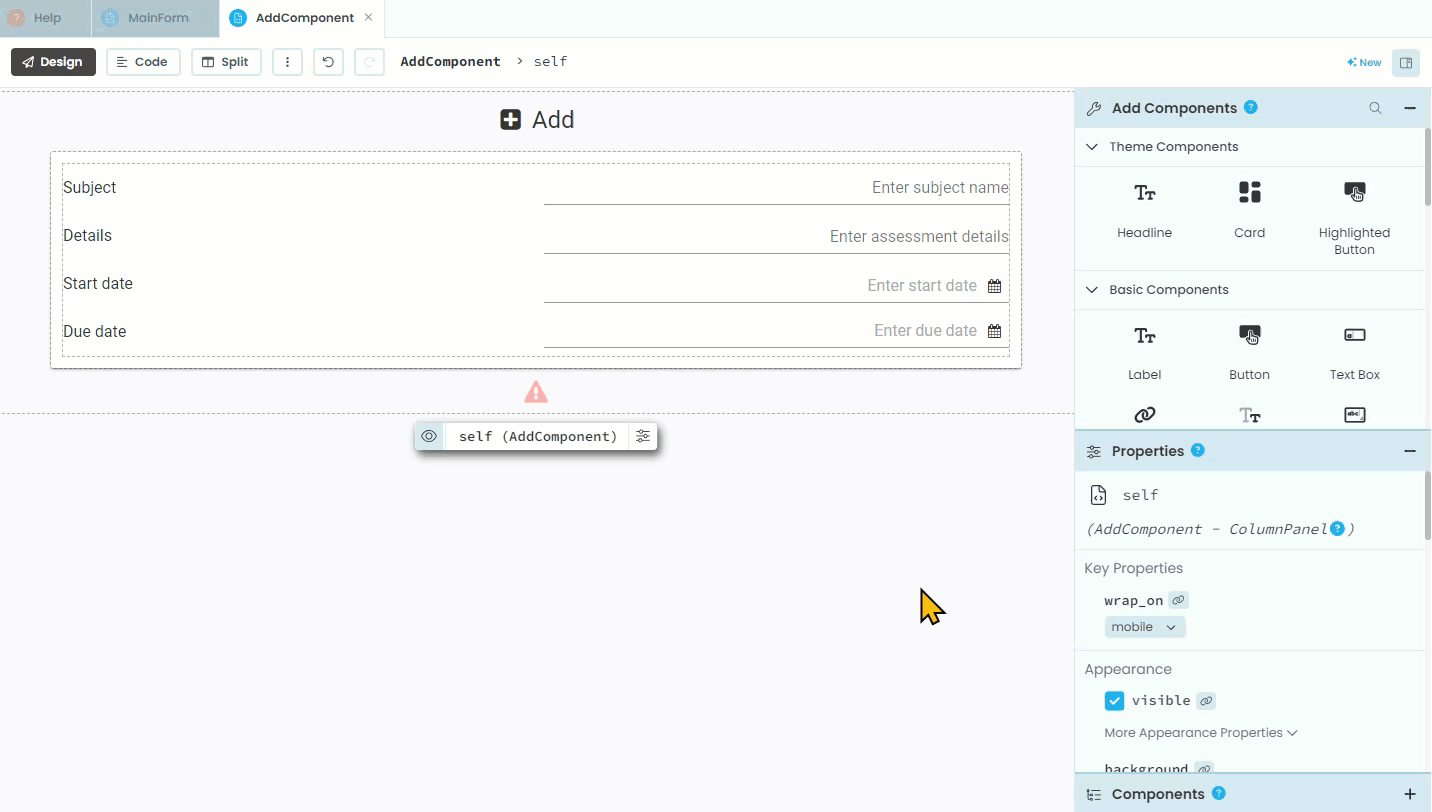 Help
MainForm
AddComponent
Design
Code
Split
AddComponent > self
New
Add
Subject
Enter subject name
Details
Enter assessment details
Start date
Enter start date
Due date
Enter due date
self (AddComponent)
Add Components
Theme Components
Headline
Card
Highlighted
Button
Basic Components
Label
Button
Text Box
Properties
self
(AddComponent - ColumnPanel)
Key Properties
wrap_on
mobile
Appearance
visible
More Appearance Properties
background
Components